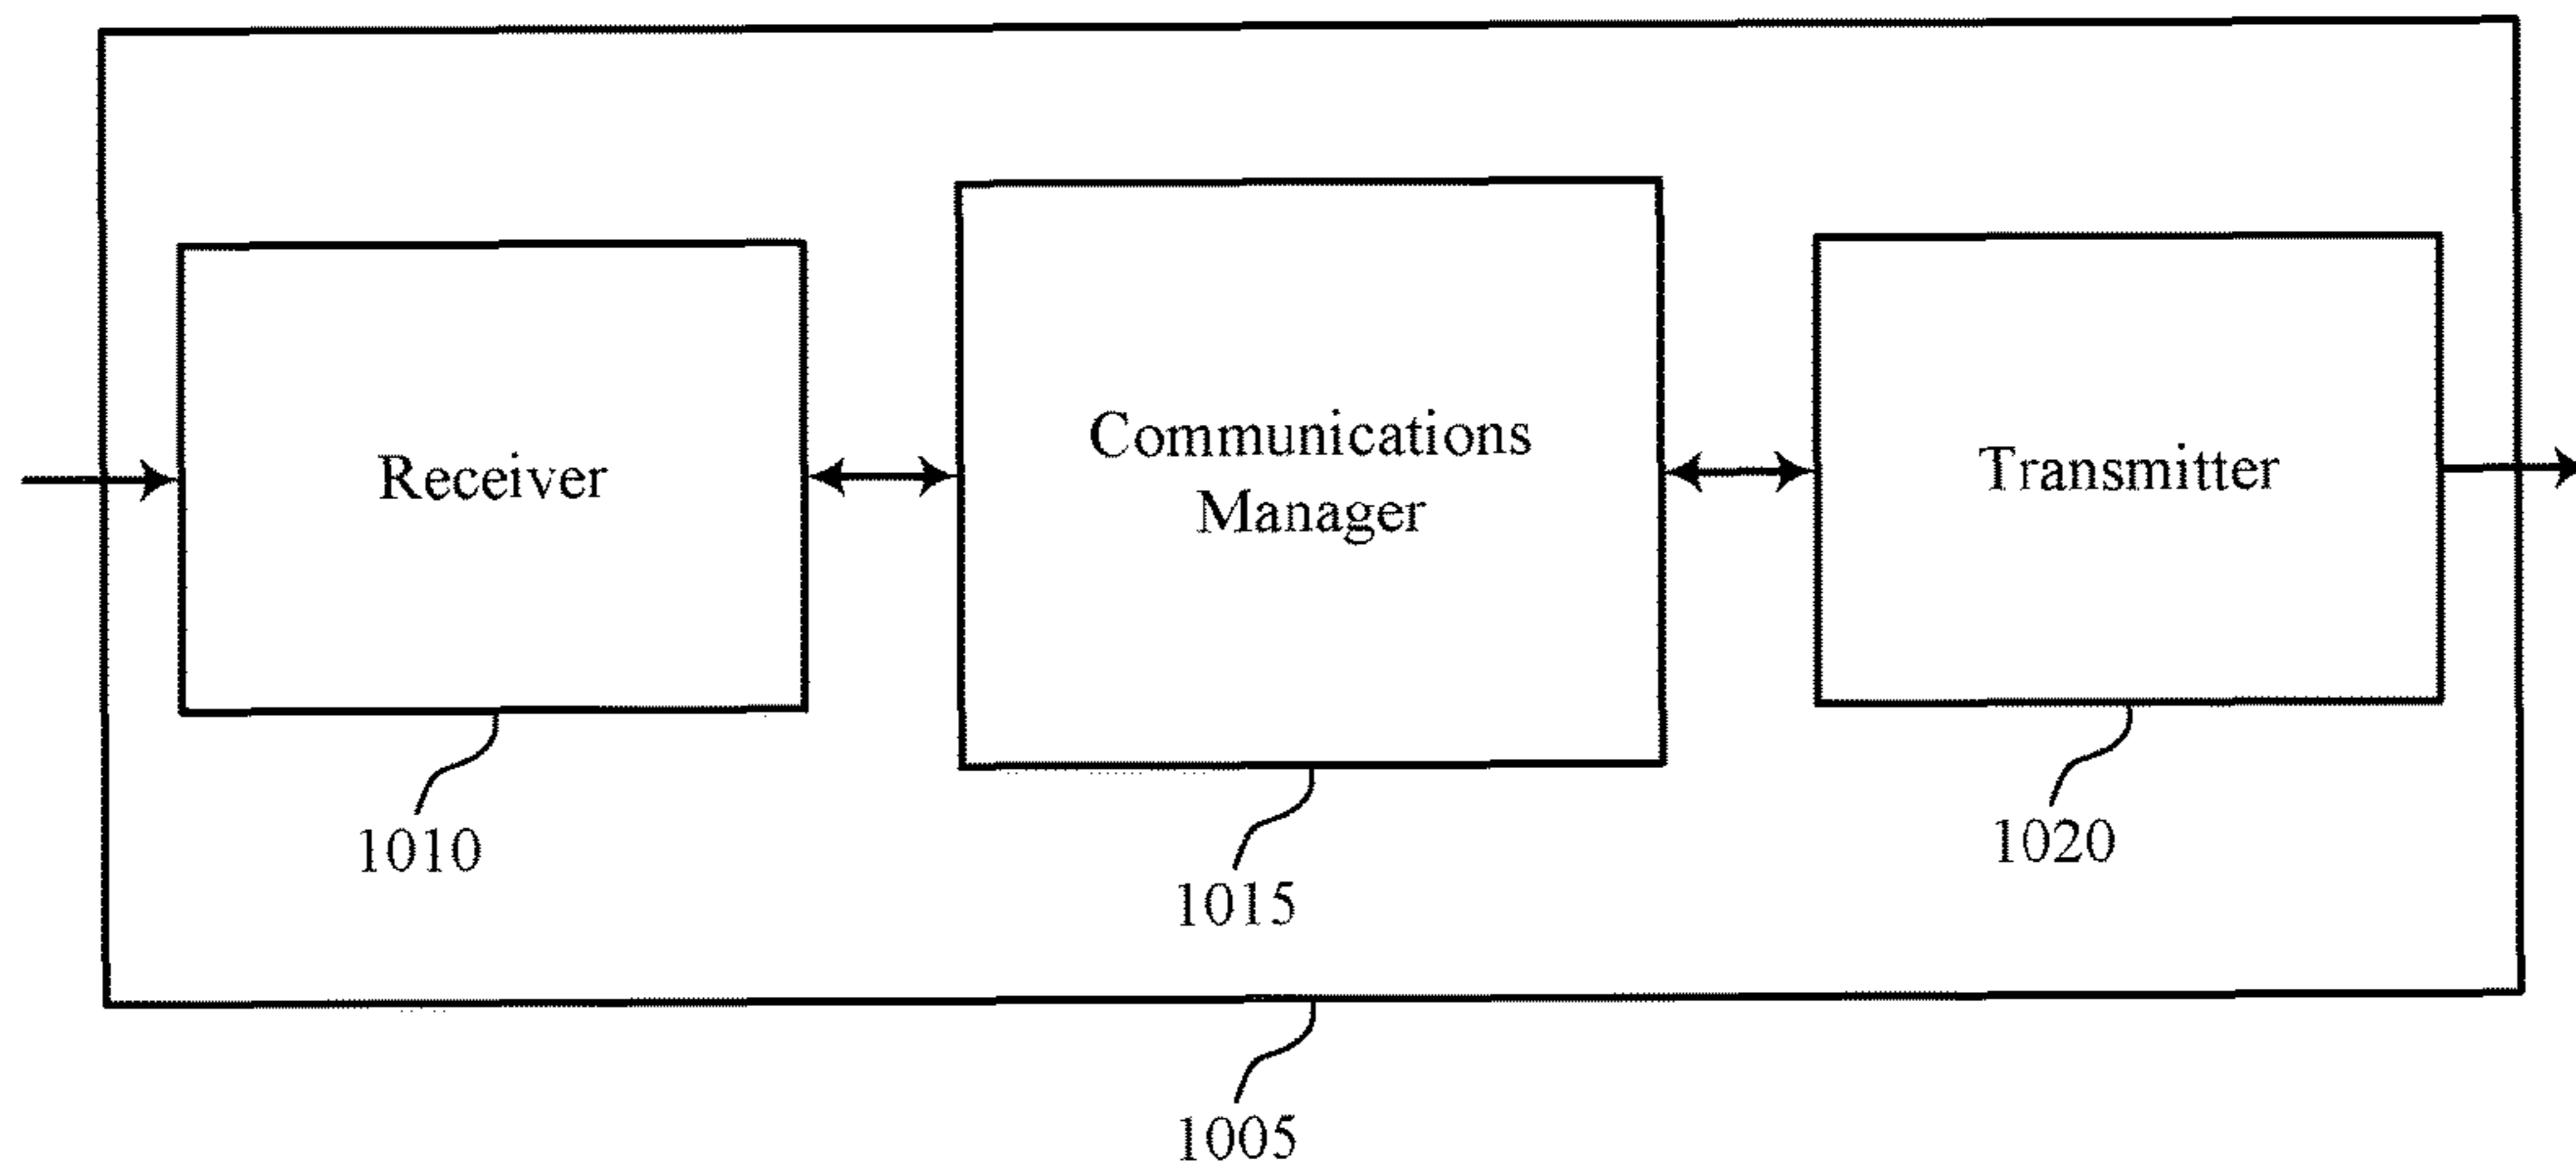 Receiver
Communications
Manager
Transmitter
1010
1015
1020
1005